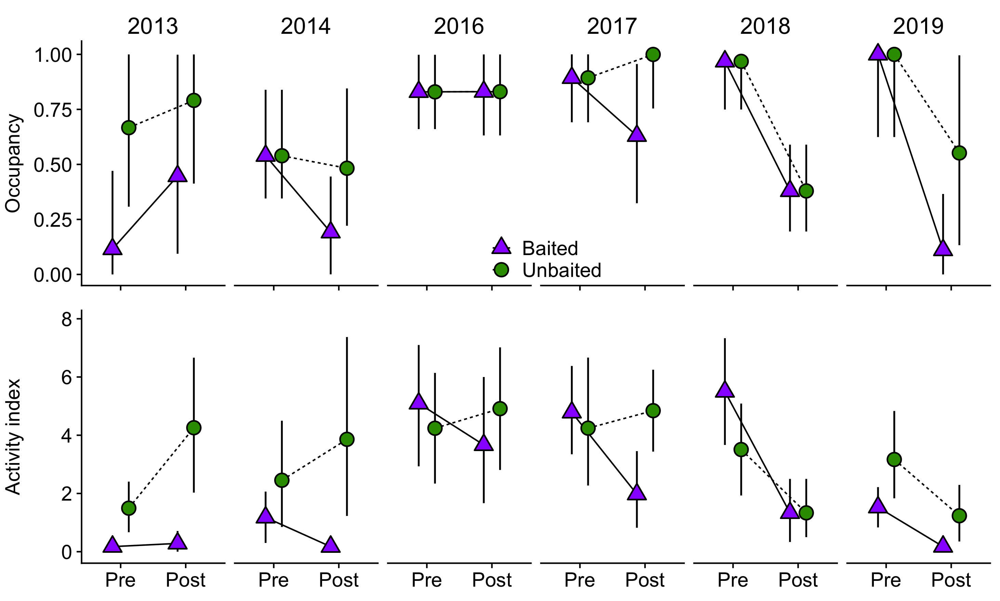 2013 2014 2016 2017 2018 2019
1.00
0.75
0.50
0.25
0.00
Occupancy
Baited
Unbaited
8
6
4
2
0
Activity index
Pre Post Pre Post Pre Post Pre Post Pre Post Pre Post